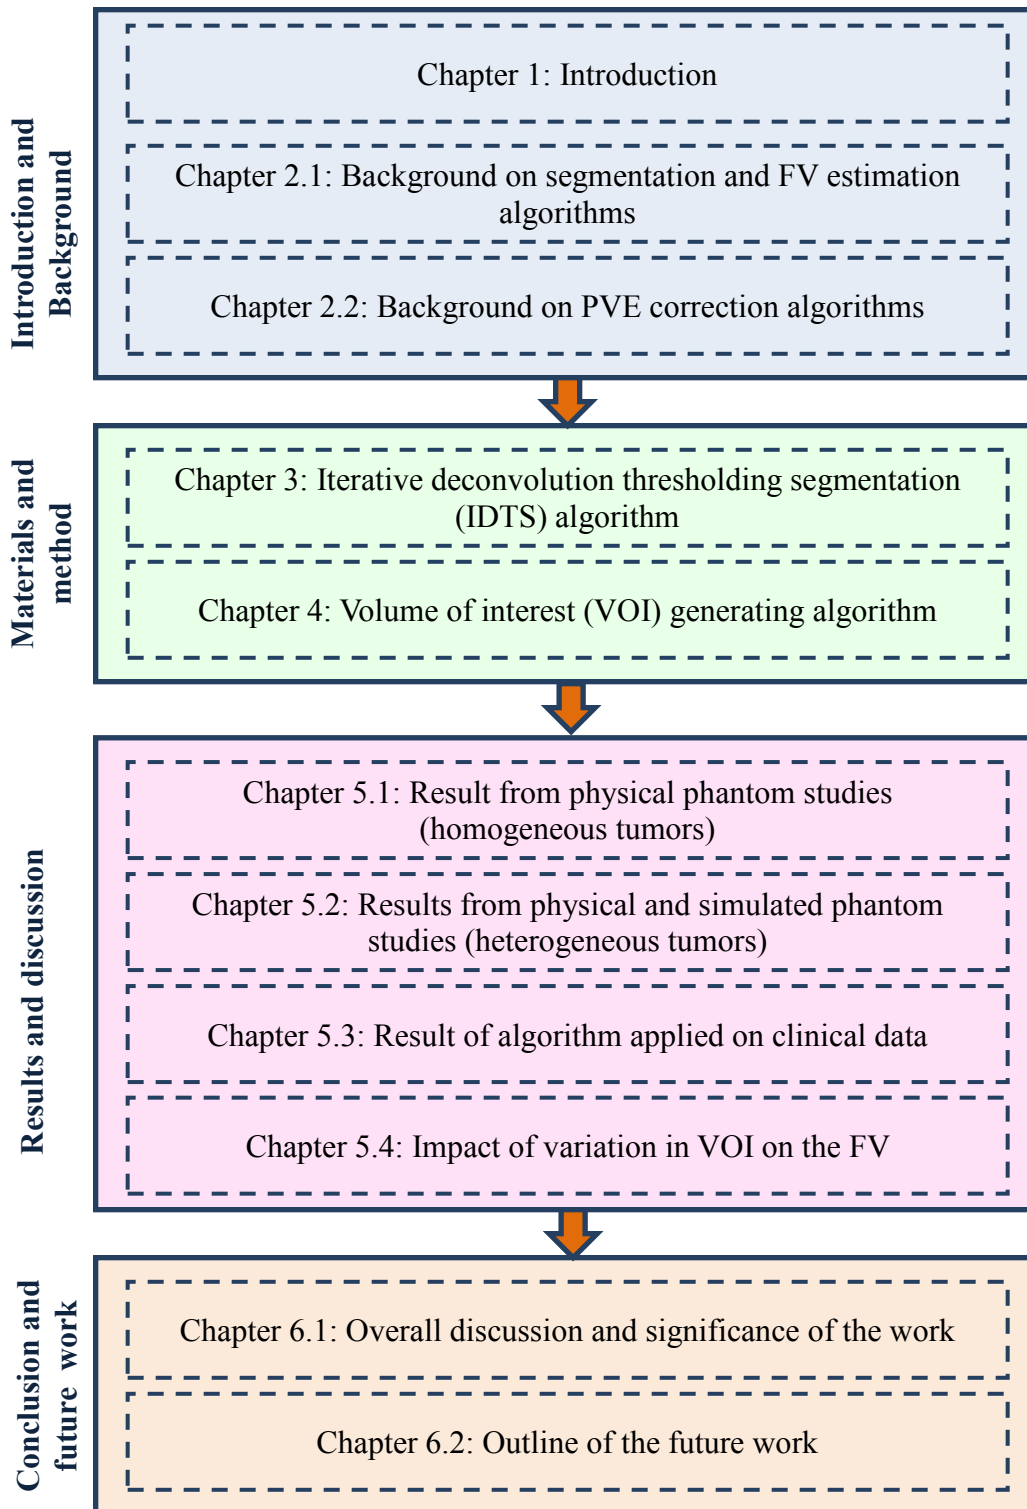 Introduction and
Background
Chapter 1: Introduction
Chapter 2.1: Background on segmentation and FV estimation
algorithms
Chapter 2.2: Background on PVE correction algorithms
Materials and
method
Chapter 3: Iterative deconvolution thresholding segmentation
(IDTS) algorithm
Chapter 4: Volume of interest (VOI) generating algorithm
Results and discussion
Chapter 5.1: Result from physical phantom studies
(homogeneous tumors)
Chapter 5.2: Results from physical and simulated phantom
studies (heterogeneous tumors)
Chapter 5.3: Result of algorithm applied on clinical data
Chapter 5.4: Impact of variation in VOI on the FV
Conclusion and
future work
Chapter 6.1: Overall discussion and significance of the work
Chapter 6.2: Outline of the future work